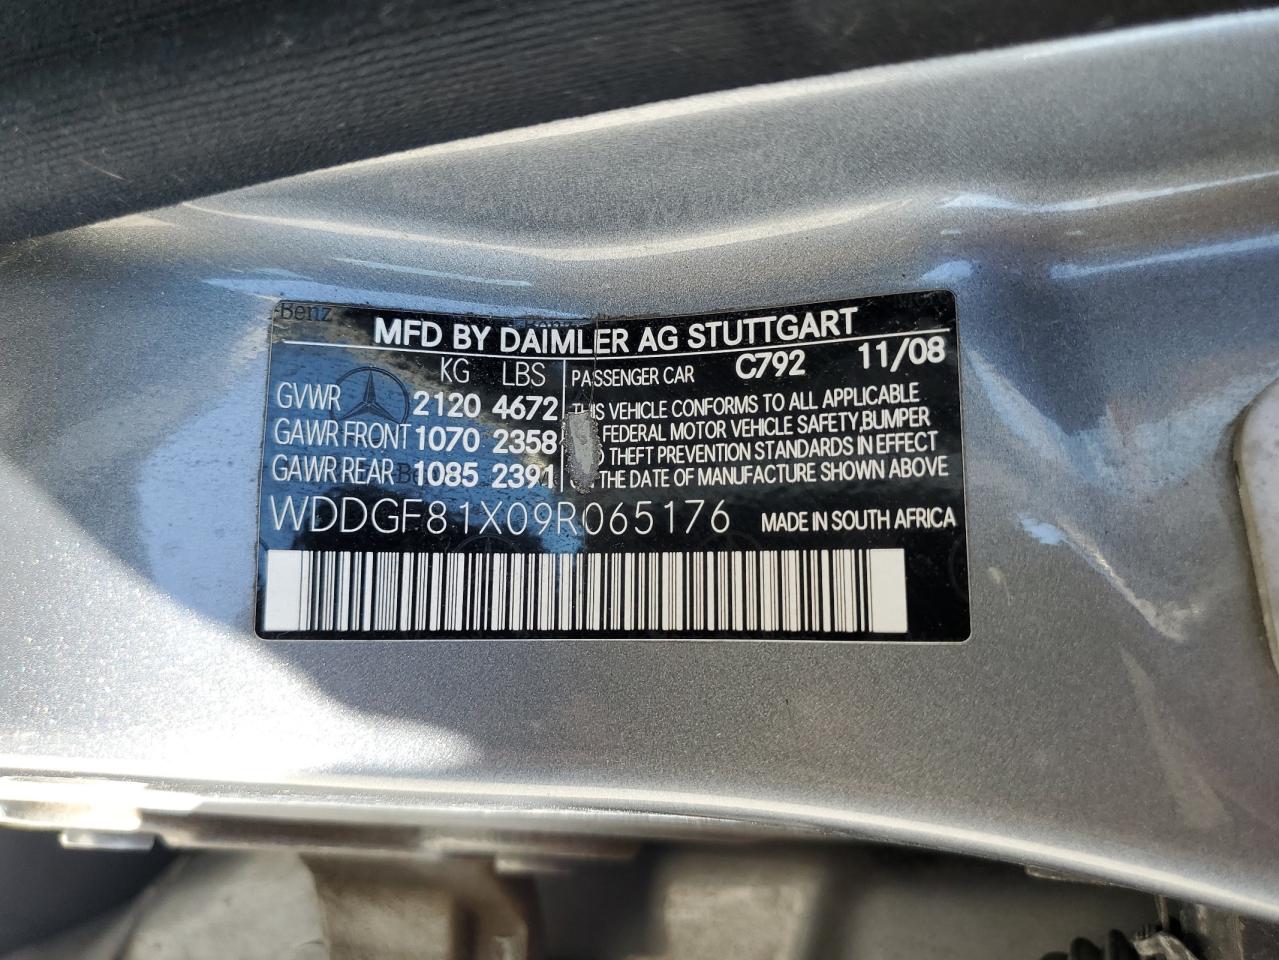 Benz
MFD BY DAIMLER AG STUTTGART
KG LBS
PASSENGER CAR C792 11/08
GVWR 2120 4672
GAWR FRONT 1070 2358
GAWR REAR 1085 2391
THIS VEHICLE CONFORMS TO ALL APPLICABLE
FEDERAL MOTOR VEHICLE SAFETY,BUMPER
THEFT PREVENTION STANDARDS IN EFFECT
THE DATE OF MANUFACTURE SHOWN ABOVE
WDDGF81X09R065176 MADE IN SOUTH AFRICA